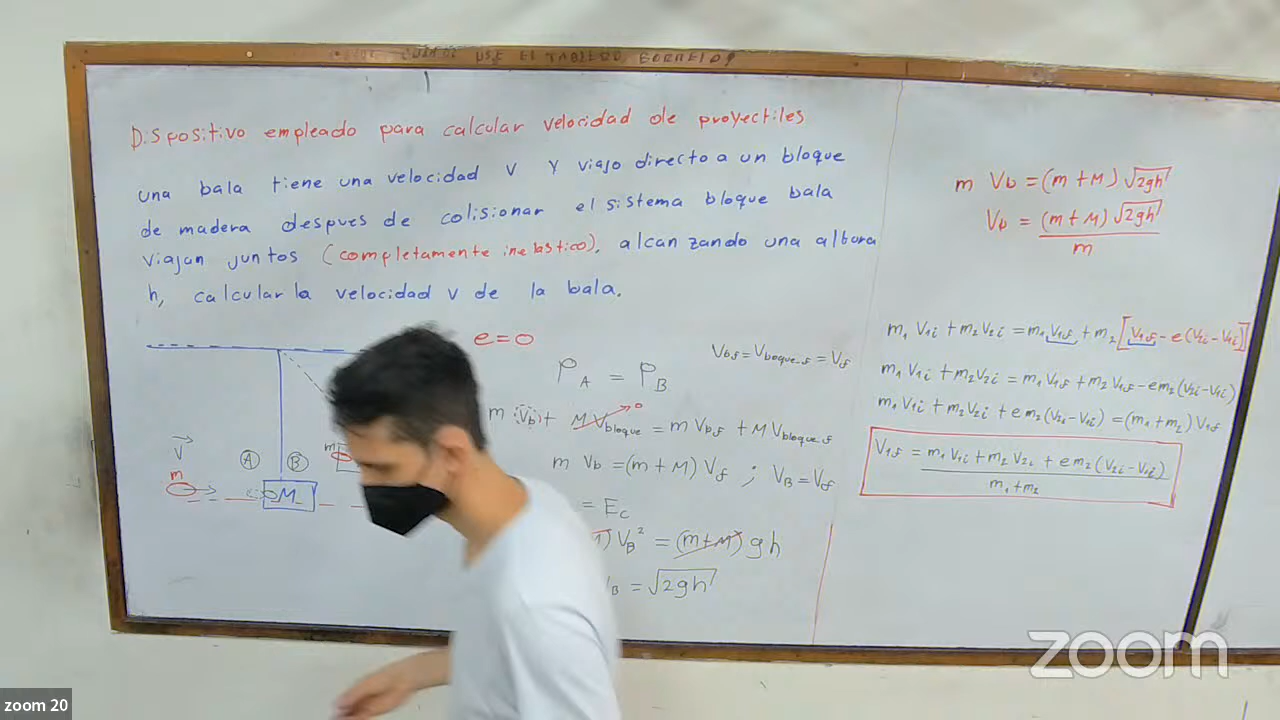 USE EL TABLERO
Dispositivo empleado para calcular velocidad de proyectiles
una bala tiene una velocidad v y viaja directo a un bloque
de madera despues de colisionar el sistema bloque bala
viajan juntos (completamente inelastico), alcanzando una altura
h, calcular la velocidad v de la bala.
e=0
P_A = P_B
V_bf = V_bloque.f = V_f
m (V_b) + M V_bloque → 0 = m V_bf + M V_bloque.f
m V_b = (m + M) V_f ; V_B = V_f
= E_c
V_B² = (m+M) gh
V_B = √2gh
V
m
A
B
M
m
m V_b = (m + M) √2gh
V_b = (m + M) √2gh / m
m₁ V₁i + m₂ V₂i = m₁ V₁f + m₂ [V₁f - e(V₂i - V₁i)]
m₁ V₁i + m₂ V₂i = m₁ V₁f + m₂ V₁f - e m₂ (V₂i - V₁i)
m₁ V₁i + m₂ V₂i + e m₂ (V₂i - V₁i) = (m₁ + m₂) V₁f
V₁f = m₁ V₁i + m₂ V₂i + e m₂ (V₂i - V₁i) / m₁ + m₂
zoom
zoom 20